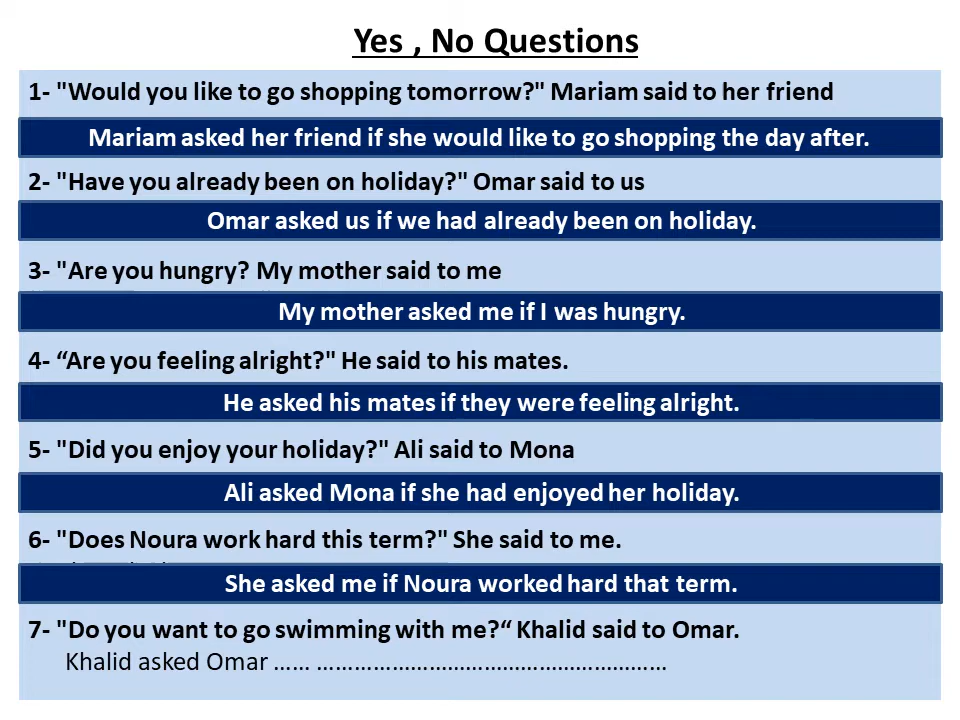 Yes , No Questions
1- "Would you like to go shopping tomorrow?" Mariam said to her friend
Mariam asked her friend if she would like to go shopping the day after.
2- "Have you already been on holiday?" Omar said to us
Omar asked us if we had already been on holiday.
3- "Are you hungry? My mother said to me
My mother asked me if I was hungry.
4- “Are you feeling alright?" He said to his mates.
He asked his mates if they were feeling alright.
5- "Did you enjoy your holiday?" Ali said to Mona
Ali asked Mona if she had enjoyed her holiday.
6- "Does Noura work hard this term?" She said to me.
She asked me if Noura worked hard that term.
7- "Do you want to go swimming with me?“ Khalid said to Omar.
Khalid asked Omar …… ………………………………………………